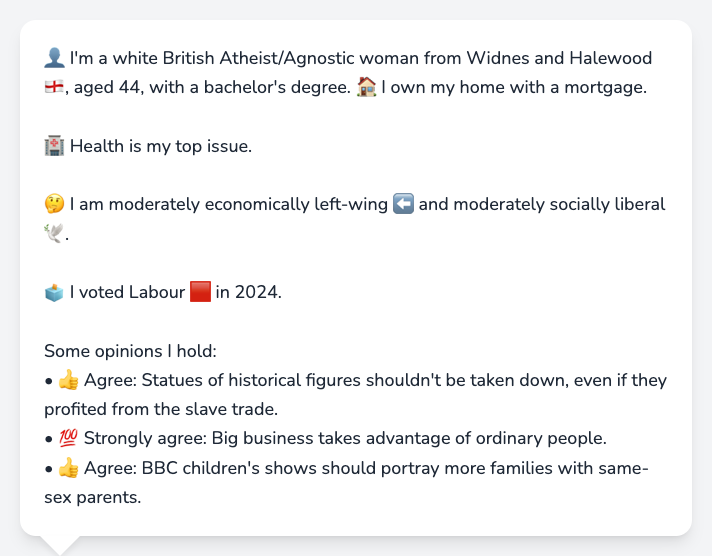 👤 I'm a white British Atheist/Agnostic woman from Widnes and Halewood
🏴󠁧󠁢󠁥󠁮󠁧󠁿, aged 44, with a bachelor's degree. 🏠 I own my home with a mortgage.
🏥 Health is my top issue.
🤔 I am moderately economically left-wing ⬅️ and moderately socially liberal
🕊️.
🗳️ I voted Labour 🟥 in 2024.
Some opinions I hold:
• 👍 Agree: Statues of historical figures shouldn't be taken down, even if they
profited from the slave trade.
• 💯 Strongly agree: Big business takes advantage of ordinary people.
• 👍 Agree: BBC children's shows should portray more families with same-
sex parents.